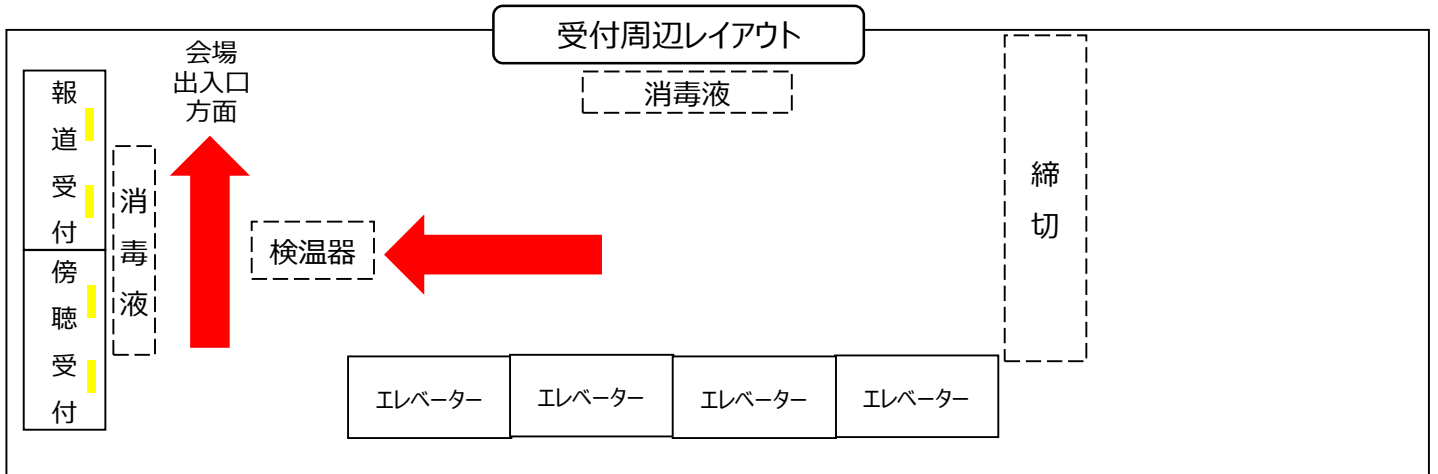 受付周辺レイアウト
会場
出入口
方面
消毒液
報道受付
消毒液
締切
検温器
傍聴受付
エレベーター
エレベーター
エレベーター
エレベーター